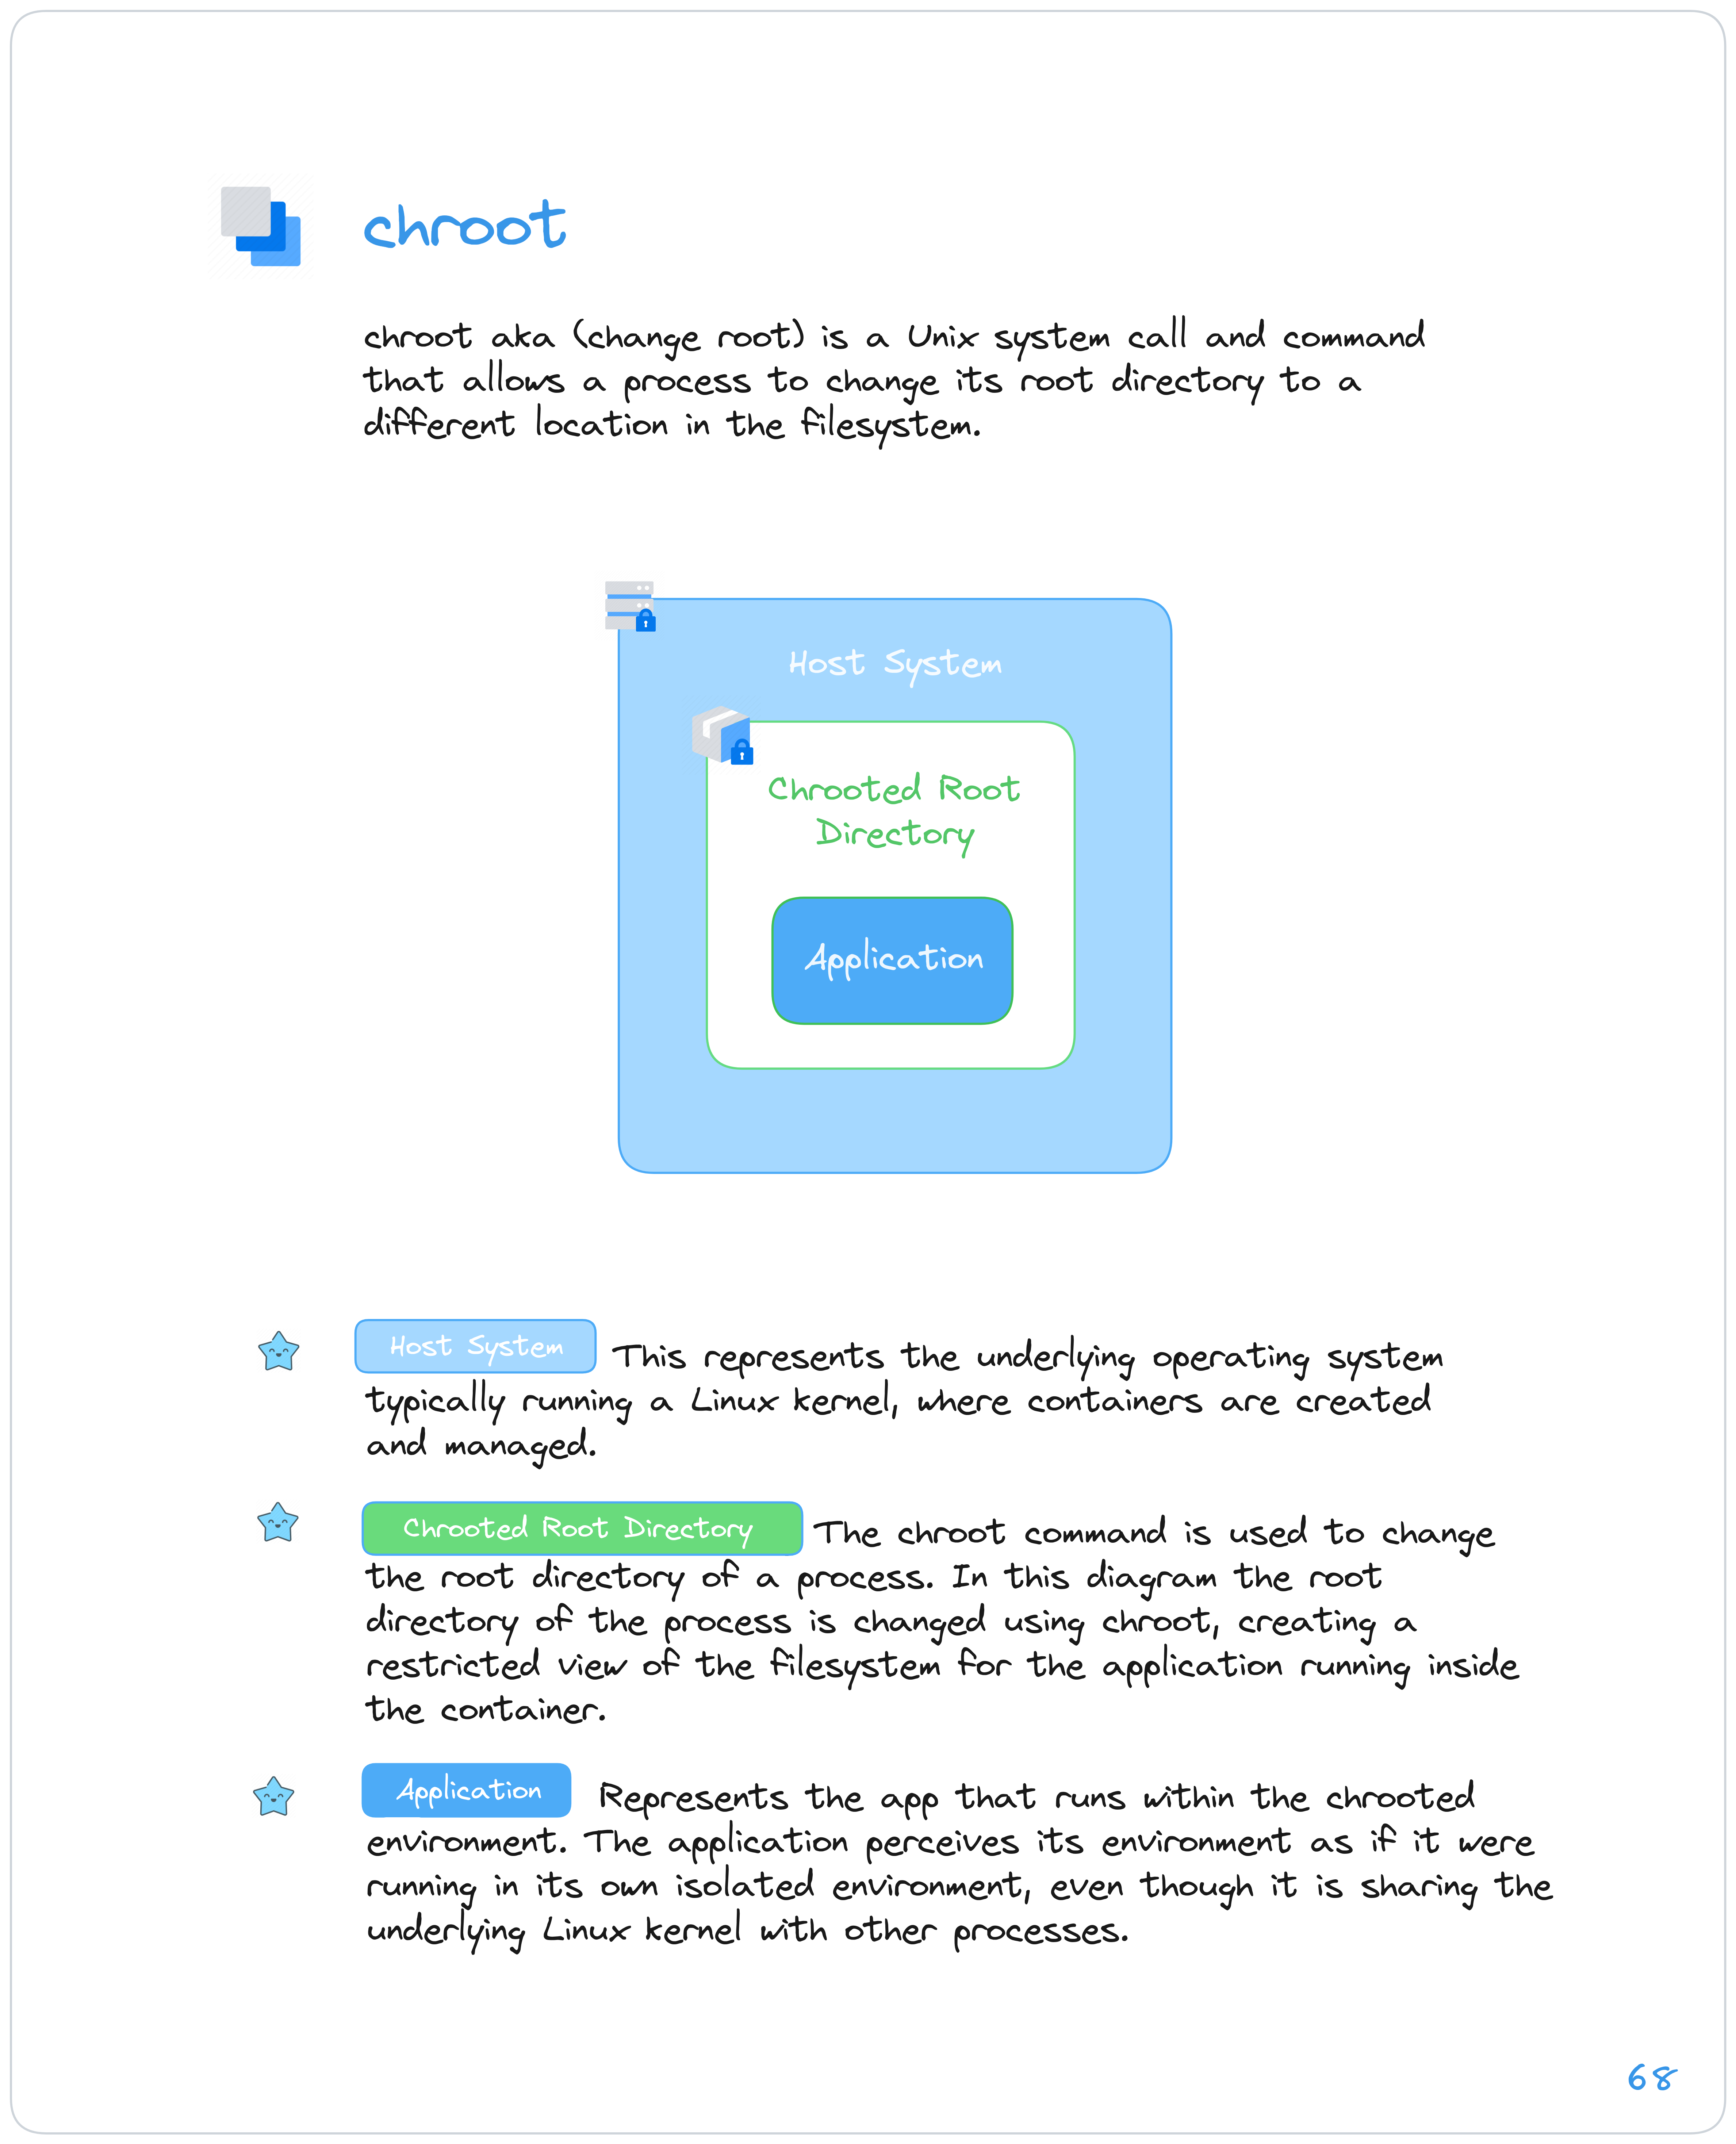 chroot
chroot aka (change root) is a Unix system call and command
that allows a process to change its root directory to a
different location in the filesystem.
Host System
Chrooted Root
Directory
Application
Host System This represents the underlying operating system
typically running a Linux kernel, where containers are created
and managed.
Chrooted Root Directory The chroot command is used to change
the root directory of a process. In this diagram the root
directory of the process is changed using chroot, creating a
restricted view of the filesystem for the application running inside
the container.
Application Represents the app that runs within the chrooted
environment. The application perceives its environment as if it were
running in its own isolated environment, even though it is sharing the
underlying Linux kernel with other processes.
68